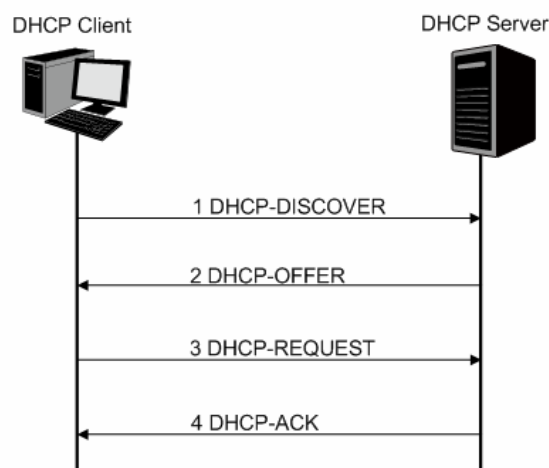 DHCP Client
DHCP Server
1 DHCP-DISCOVER
2 DHCP-OFFER
3 DHCP-REQUEST
4 DHCP-ACK